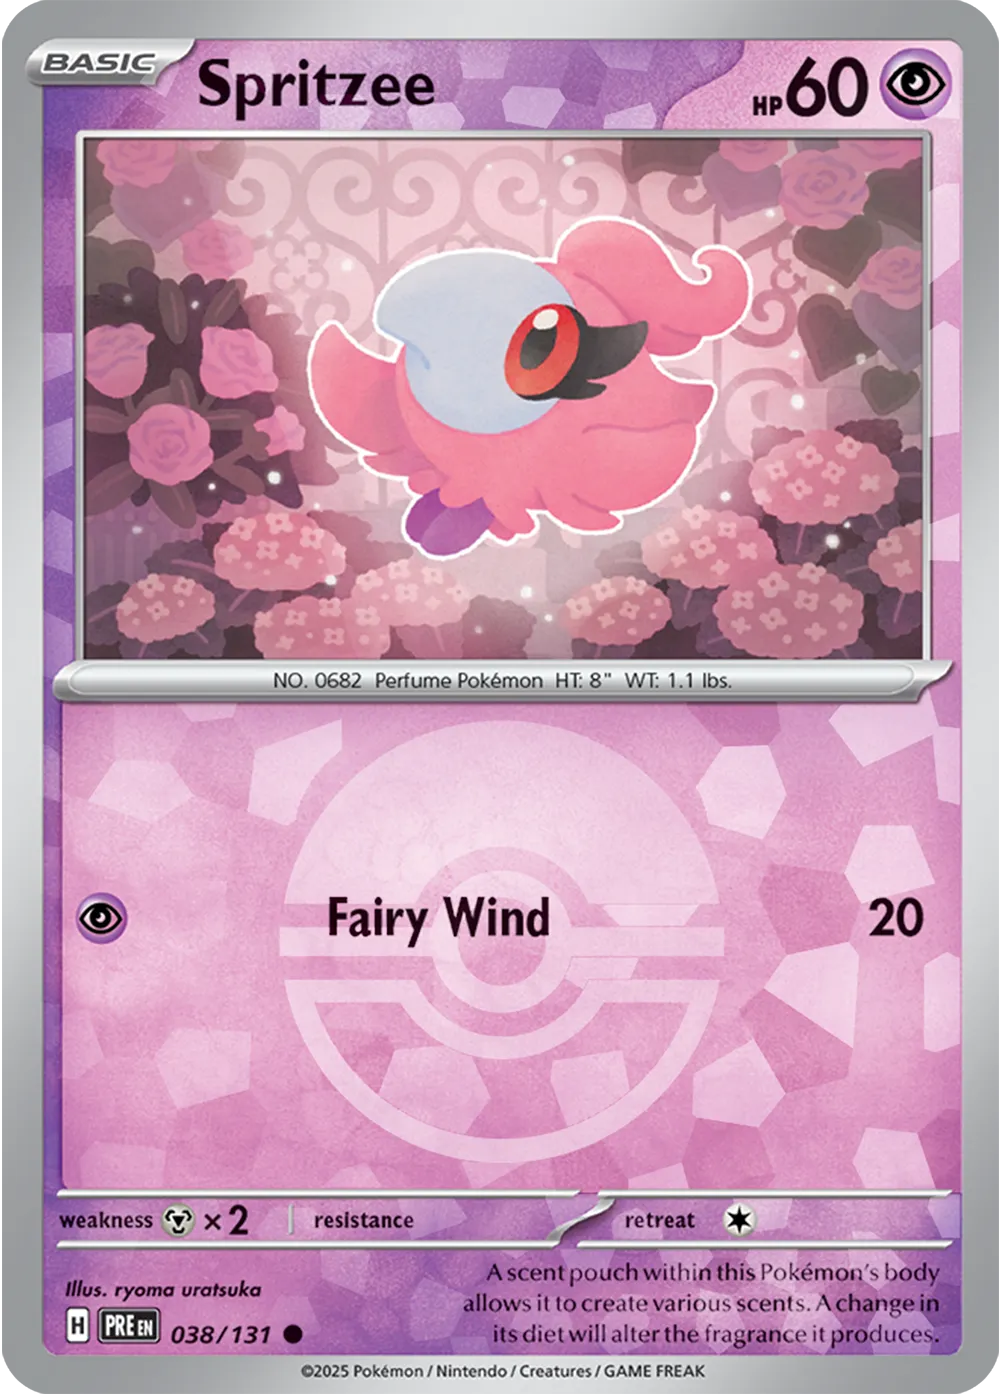 BASIC
Spritzee
HP60
NO. 0682 Perfume Pokémon HT: 8" WT: 1.1 lbs.
Fairy Wind 20
weakness ×2 resistance retreat
Illus. ryoma uratsuka
A scent pouch within this Pokémon's body
allows it to create various scents. A change in
its diet will alter the fragrance it produces.
H PRE EN 038/131
©2025 Pokémon / Nintendo / Creatures / GAME FREAK